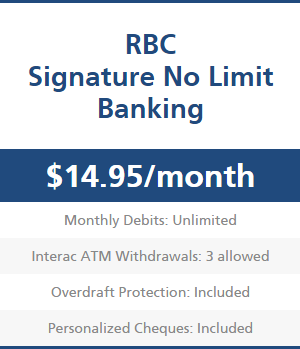 RBC
Signature No Limit
Banking
$14.95/month
Monthly Debits: Unlimited
Interac ATM Withdrawals: 3 allowed
Overdraft Protection: Included
Personalized Cheques: Included